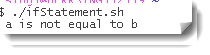 $ ./ifStatement.sh
a is not equal to b